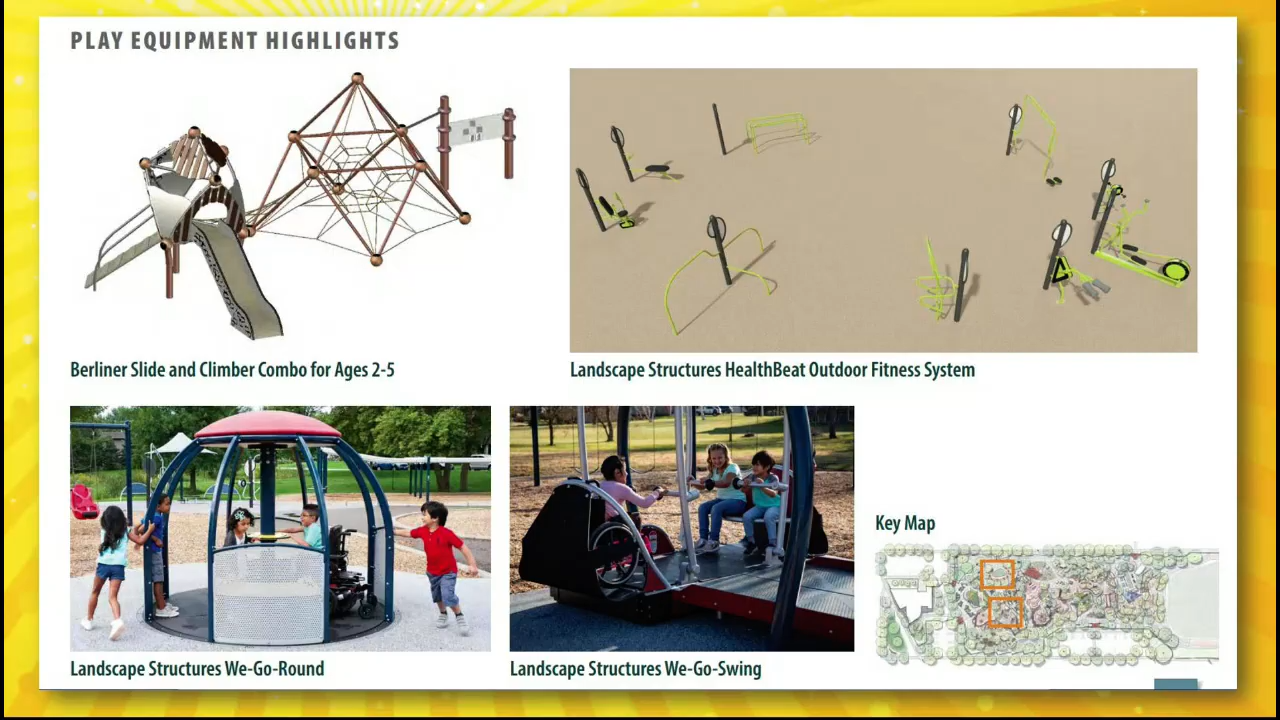 PLAY EQUIPMENT HIGHLIGHTS
Berliner Slide and Climber Combo for Ages 2-5
Landscape Structures HealthBeat Outdoor Fitness System
Landscape Structures We-Go-Round
Landscape Structures We-Go-Swing
Key Map